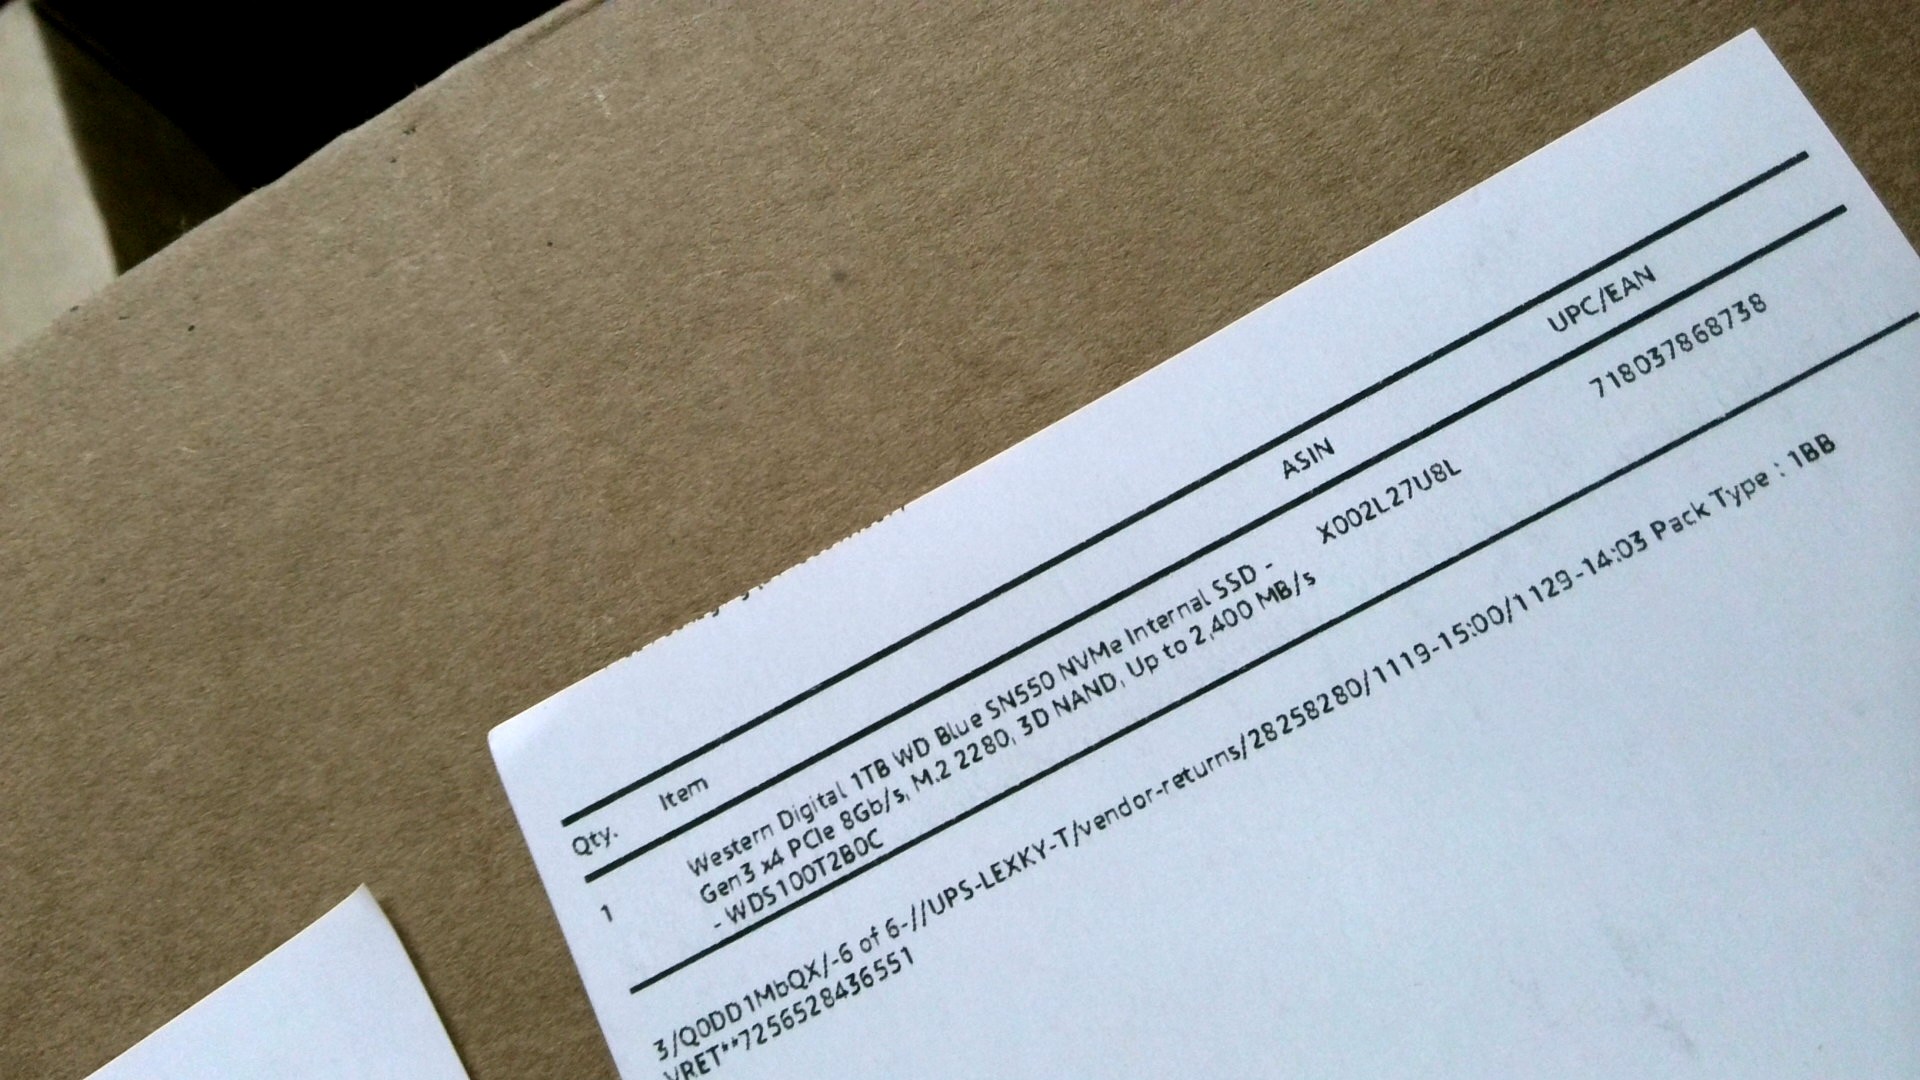 Qty. Item ASIN UPC/EAN
1 Western Digital 1TB WD Blue SN550 NVMe Internal SSD - X002L27U8L 718037868738
Gen3 x4 PCIe 8Gb/s, M.2 2280, 3D NAND, Up to 2,400 MB/s
- WDS100T2B0C
3/Q0DD1MbQX/-6 of 6-//UPS-LEXKY-T/vendor-returns/28258280/1119-15:00/1129-14:03 Pack Type : 1BB
VRET**7256528436551